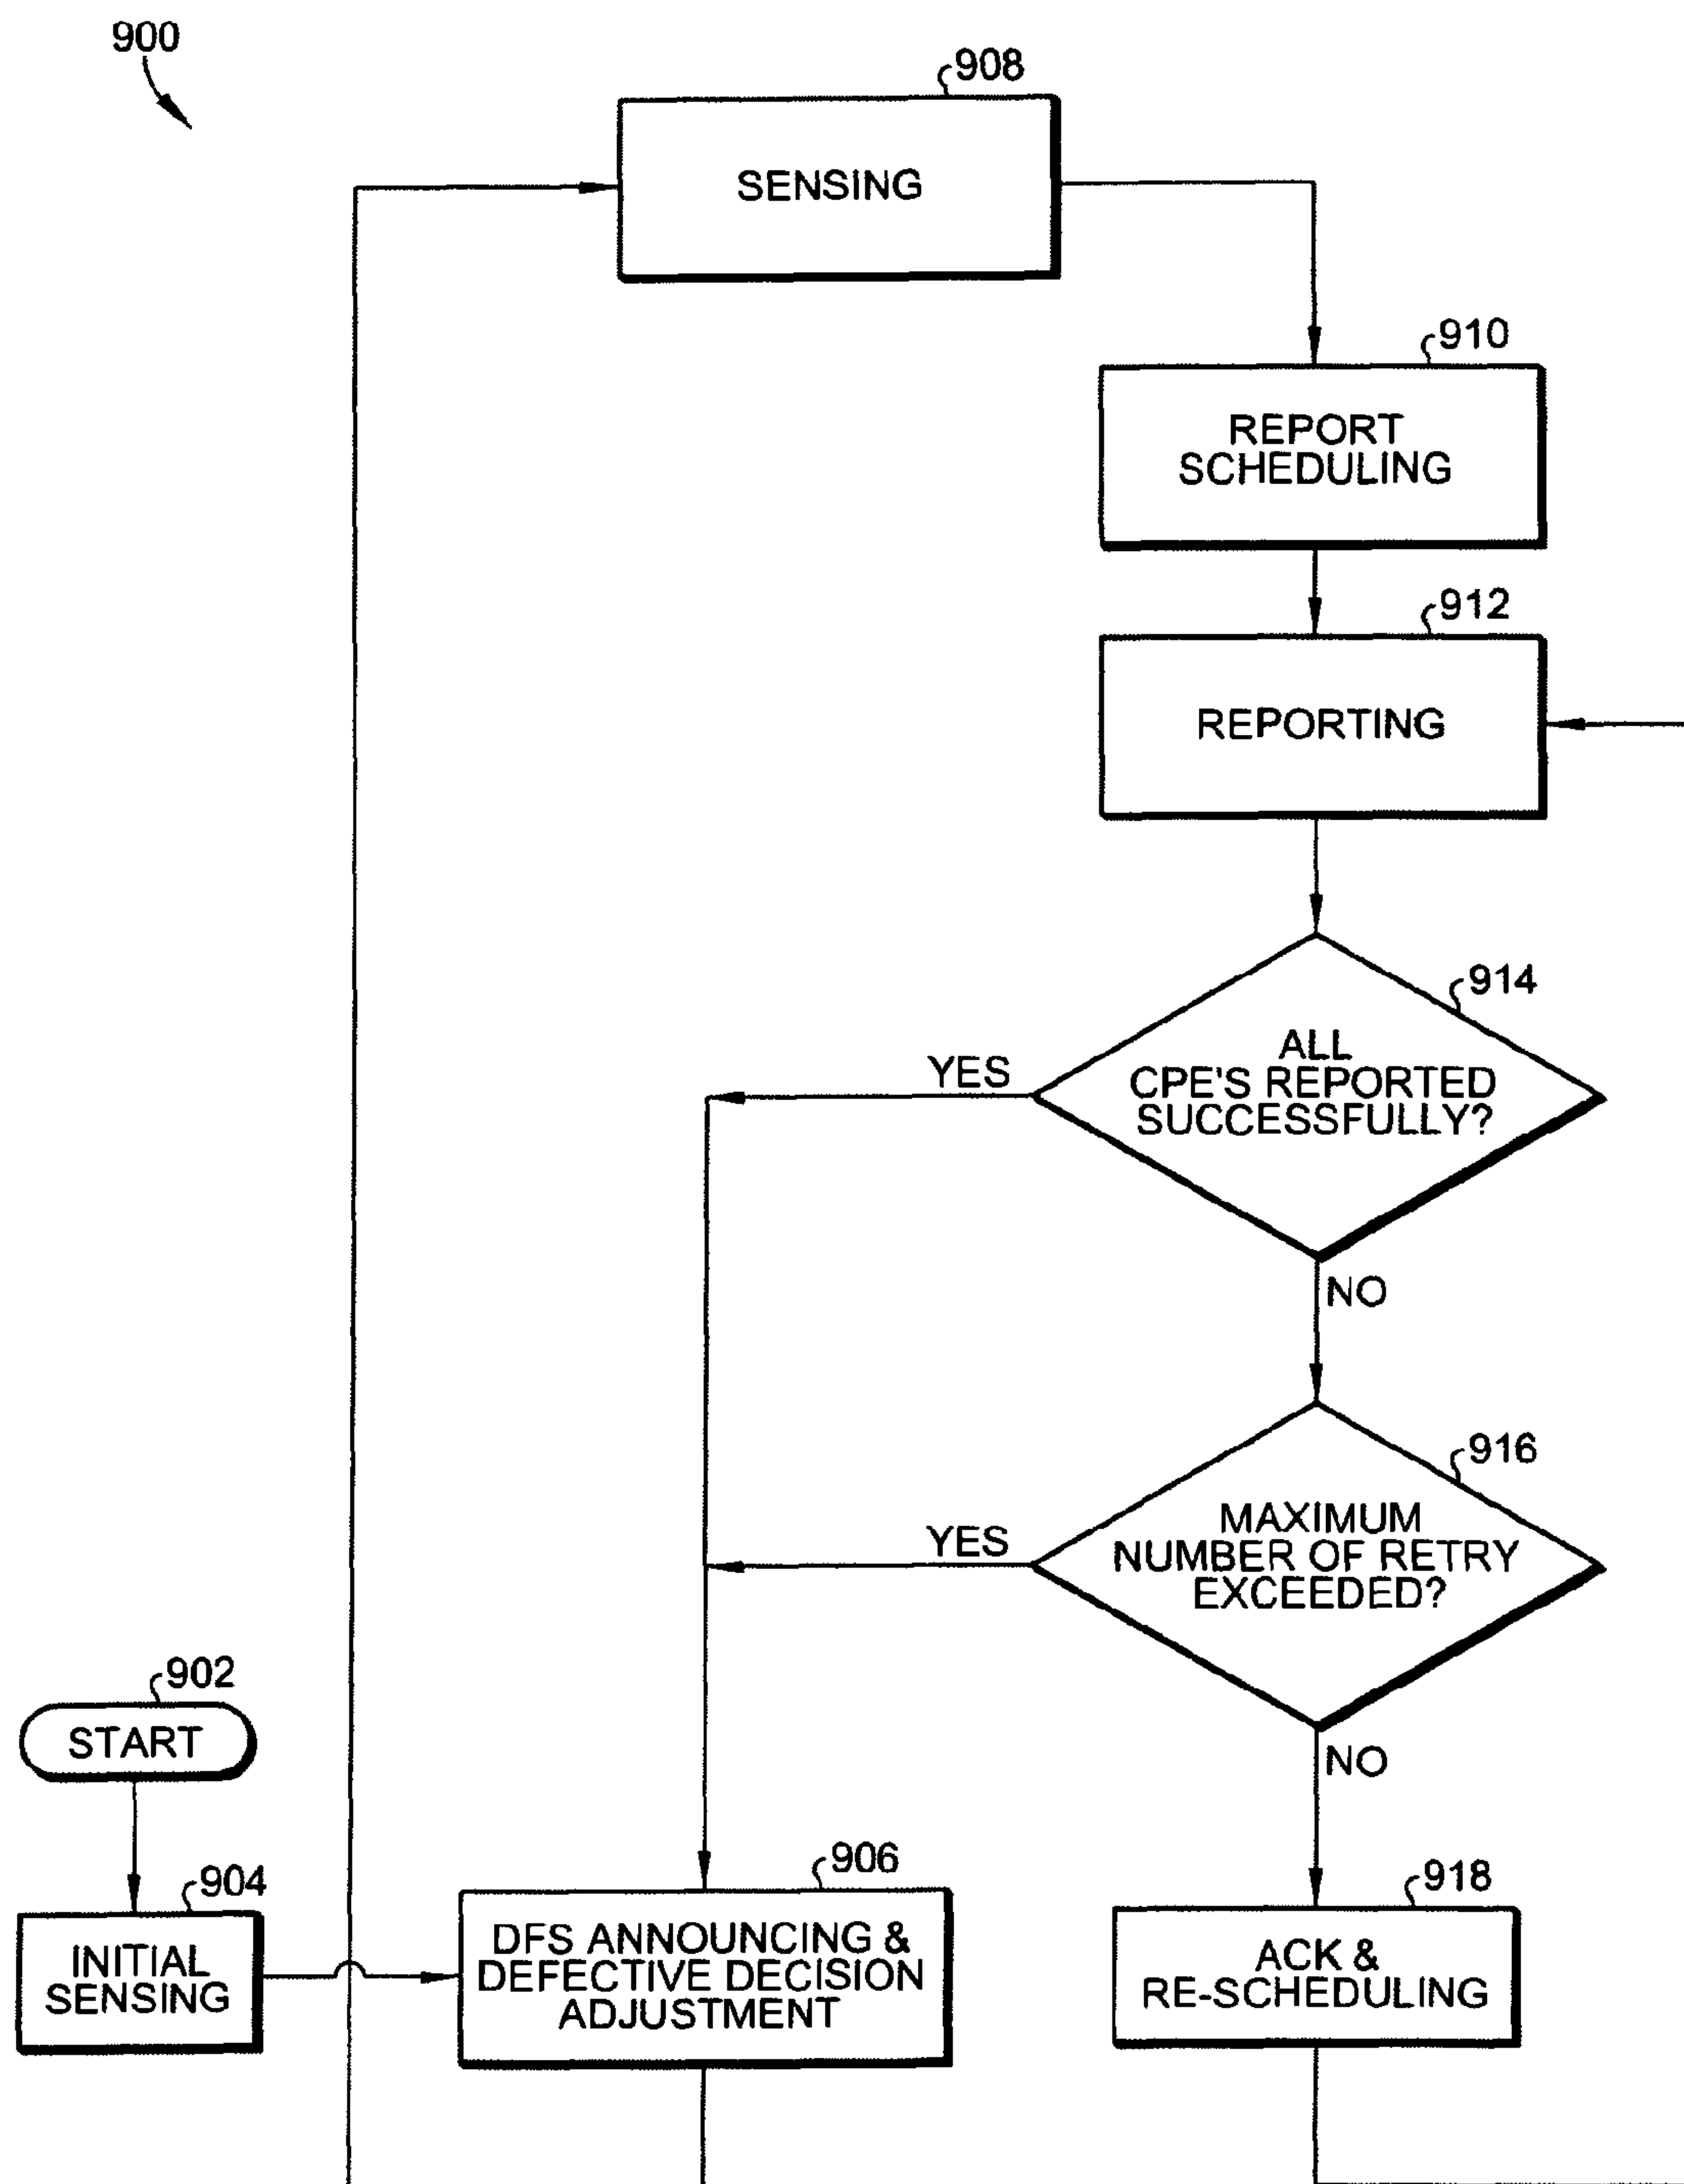 900
908
SENSING
910
REPORT
SCHEDULING
912
REPORTING
914
ALL
CPE'S REPORTED
SUCCESSFULLY?
YES
NO
916
MAXIMUM
NUMBER OF RETRY
EXCEEDED?
YES
NO
902
START
904
INITIAL
SENSING
906
DFS ANNOUNCING &
DEFECTIVE DECISION
ADJUSTMENT
918
ACK &
RE-SCHEDULING